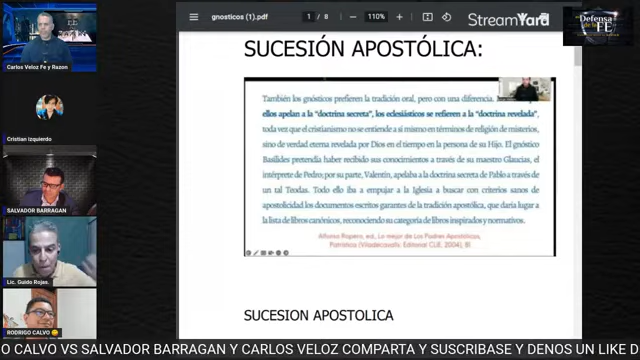 gnosticos (1).pdf
1 / 8
110%
StreamYard
Defensa
de la
FE
SUCESIÓN APOSTÓLICA:
También los gnósticos prefieren la tradición oral, pero con una diferencia,
ellos apelan a la “doctrina secreta”, los eclesiásticos se refieren a la “doctrina revelada”,
toda vez que el cristianismo no se entiende a sí mismo en términos de religión de misterios,
sino de verdad eterna revelada por Dios en el tiempo en la persona de su Hijo. El gnóstico
Basílides pretendía haber recibido sus conocimientos a través de su maestro Glaucias, el
intérprete de Pedro; por su parte, Valentín, apelaba a la doctrina secreta de Pablo a través de
un tal Teodas. Todo ello iba a empujar a la Iglesia a buscar con criterios sanos de
apostolicidad los documentos escritos garantes de la tradición apostólica, que daría lugar a
la lista de libros canónicos, reconociendo su categoría de libros inspirados y normativos.
Alfonso Ropero, ed., Lo mejor de Los Padres Apostólicos,
Patrística (Viladecavalls: Editorial CLIE, 2004), 81
SUCESION APOSTOLICA
Carlos Veloz Fe y Razon
Cristian Izquierdo
SALVADOR BARRAGAN
Lic. Guido Rojas.
RODRIGO CALVO
O CALVO VS SALVADOR BARRAGAN Y CARLOS VELOZ COMPARTA Y SUSCRIBASE Y DENOS UN LIKE D